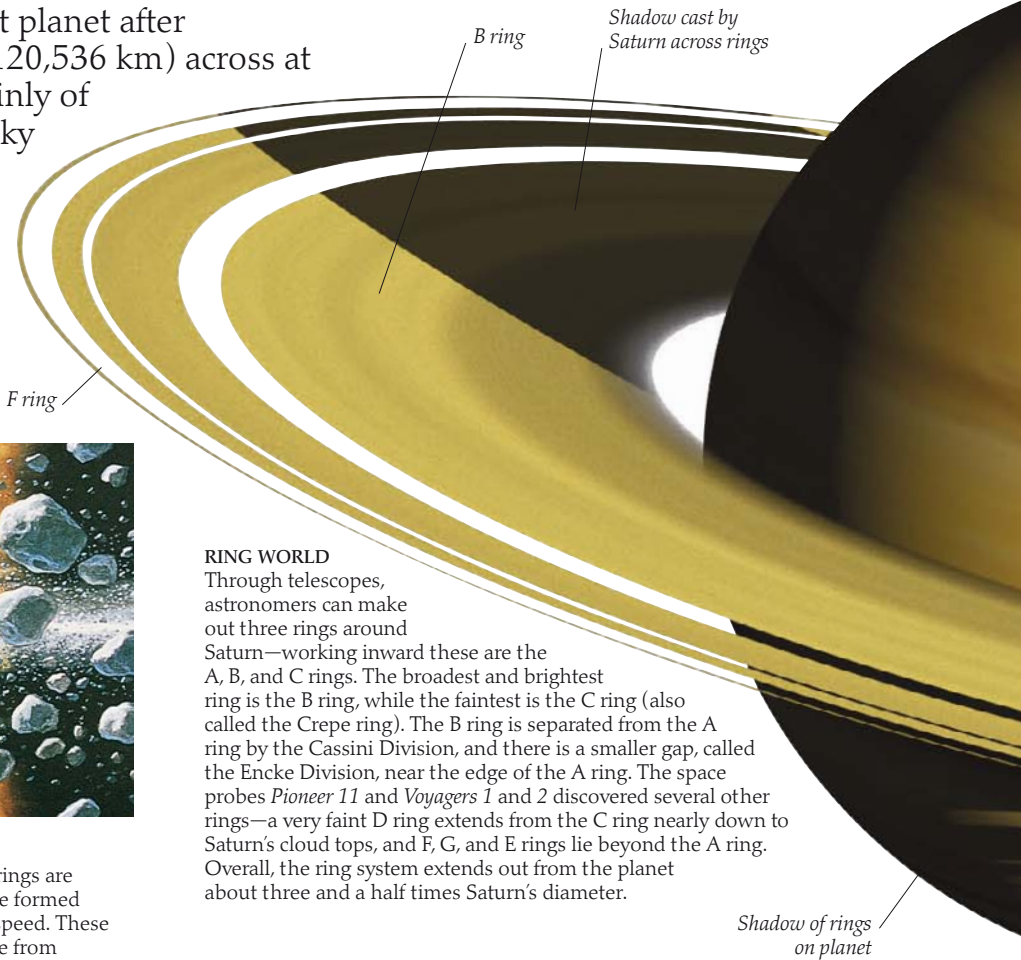 t planet after
120,536 km) across at
inly of
ky
B ring
Shadow cast by
Saturn across rings
F ring
RING WORLD
Through telescopes,
astronomers can make
out three rings around
Saturn—working inward these are the
A, B, and C rings. The broadest and brightest
ring is the B ring, while the faintest is the C ring (also
called the Crepe ring). The B ring is separated from the A
ring by the Cassini Division, and there is a smaller gap, called
the Encke Division, near the edge of the A ring. The space
probes Pioneer 11 and Voyagers 1 and 2 discovered several other
rings—a very faint D ring extends from the C ring nearly down to
Saturn’s cloud tops, and F, G, and E rings lie beyond the A ring.
Overall, the ring system extends out from the planet
about three and a half times Saturn’s diameter.
rings are
e formed
speed. These
e from
Shadow of rings
on planet